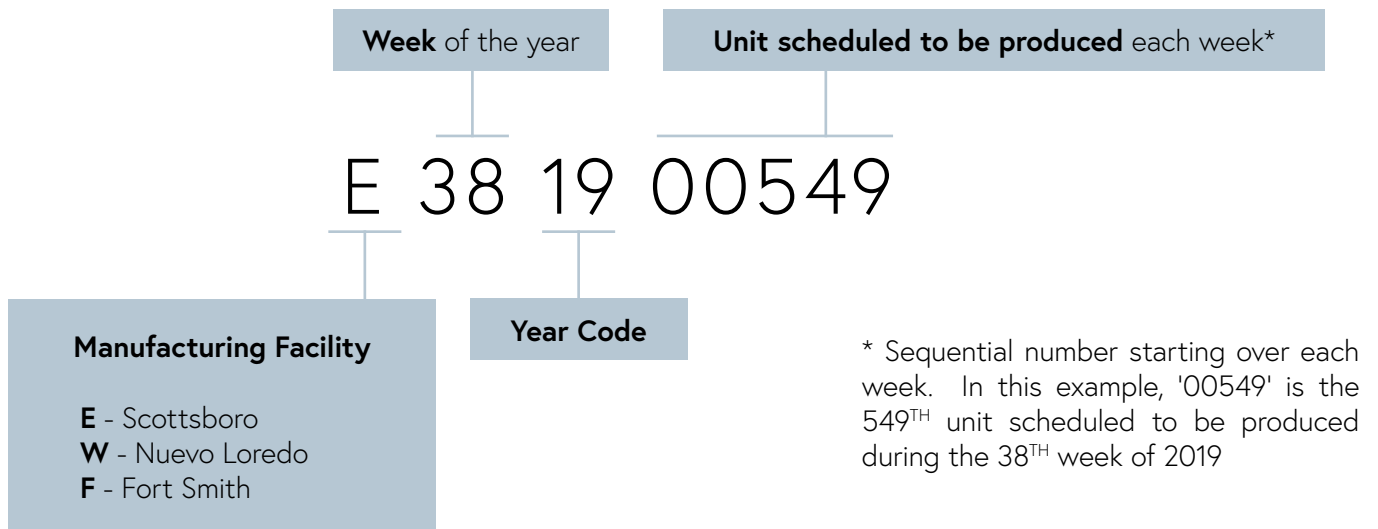 Week of the year
Unit scheduled to be produced each week*
E 38 19 00549
Manufacturing Facility
E - Scottsboro
W - Nuevo Loredo
F - Fort Smith
Year Code
* Sequential number starting over each
week. In this example, '00549' is the
549TH unit scheduled to be produced
during the 38TH week of 2019